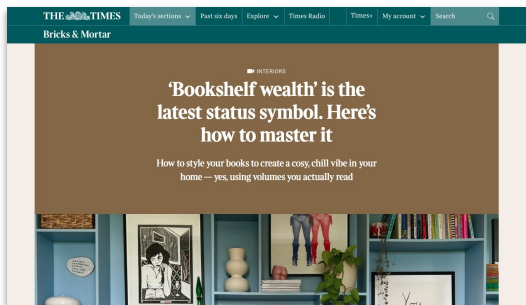 THE TIMES
Today's sections
Past six days
Explore
Times Radio
Times+
My account
Search
Bricks & Mortar
INTERIORS
‘Bookshelf wealth’ is the
latest status symbol. Here’s
how to master it
How to style your books to create a cosy, chill vibe in your
home — yes, using volumes you actually read